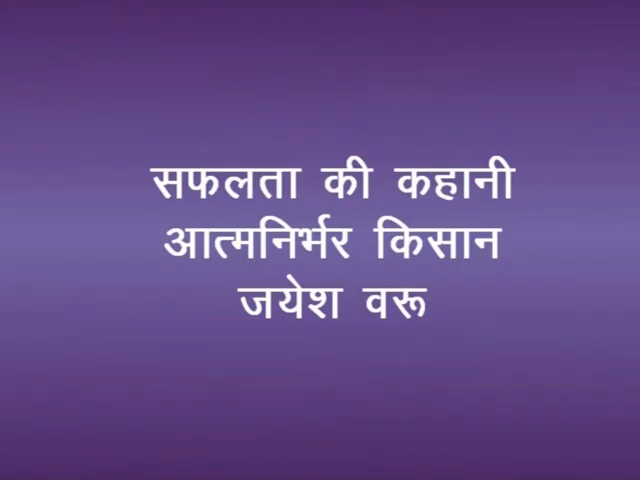 सफलता की कहानी
आत्मनिर्भर किसान
जयेश वरू